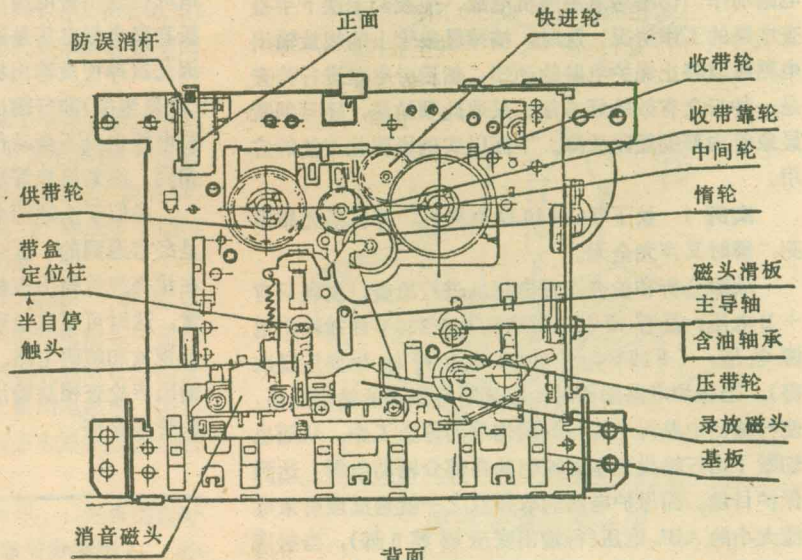 正面
快进轮
防误消杆
收带轮
收带靠轮
中间轮
供带轮
惰轮
带盒
定位柱
磁头滑板
主导轴
半自停
触头
含油轴承
压带轮
录放磁头
基板
消音磁头
背面